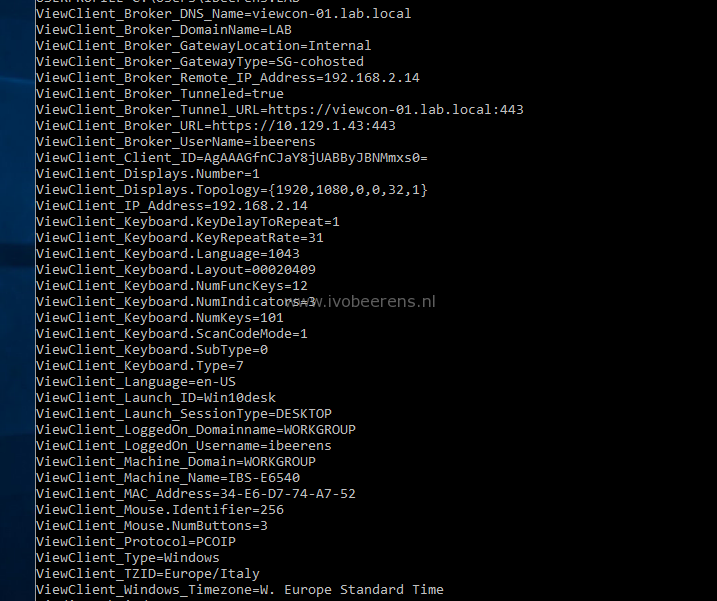 ViewClient_Broker_DNS_Name=viewcon-01.lab.local
ViewClient_Broker_DomainName=LAB
ViewClient_Broker_GatewayLocation=Internal
ViewClient_Broker_GatewayType=SG-cohosted
ViewClient_Broker_Remote_IP_Address=192.168.2.14
ViewClient_Broker_Tunneled=true
ViewClient_Broker_Tunnel_URL=https://viewcon-01.lab.local:443
ViewClient_Broker_URL=https://10.129.1.43:443
ViewClient_Broker_UserName=ibeerens
ViewClient_Client_ID=AgAAAGfnCJaY8jUABByJBNMmxs0=
ViewClient_Displays.Number=1
ViewClient_Displays.Topology={1920,1080,0,0,32,1}
ViewClient_IP_Address=192.168.2.14
ViewClient_Keyboard.KeyDelayToRepeat=1
ViewClient_Keyboard.KeyRepeatRate=31
ViewClient_Keyboard.Language=1043
ViewClient_Keyboard.Layout=00020409
ViewClient_Keyboard.NumFuncKeys=12
ViewClient_Keyboard.NumIndicators=3
www.ivobeerens.nl
ViewClient_Keyboard.NumKeys=101
ViewClient_Keyboard.ScanCodeMode=1
ViewClient_Keyboard.SubType=0
ViewClient_Keyboard.Type=7
ViewClient_Language=en-US
ViewClient_Launch_ID=Win10desk
ViewClient_Launch_SessionType=DESKTOP
ViewClient_LoggedOn_Domainname=WORKGROUP
ViewClient_LoggedOn_Username=ibeerens
ViewClient_Machine_Domain=WORKGROUP
ViewClient_Machine_Name=IBS-E6540
ViewClient_MAC_Address=34-E6-D7-74-A7-52
ViewClient_Mouse.Identifier=256
ViewClient_Mouse.NumButtons=3
ViewClient_Protocol=PCOIP
ViewClient_Type=Windows
ViewClient_TZID=Europe/Italy
ViewClient_Windows_Timezone=W. Europe Standard Time